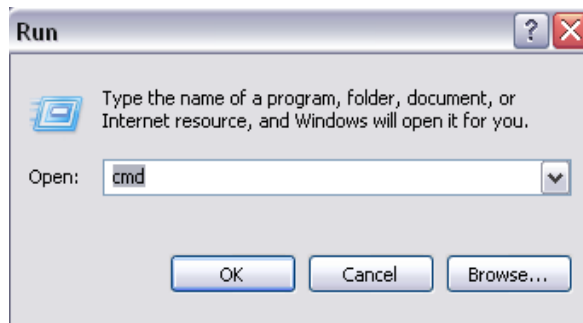 Run
Type the name of a program, folder, document, or
Internet resource, and Windows will open it for you.
Open: cmd
OK Cancel Browse...